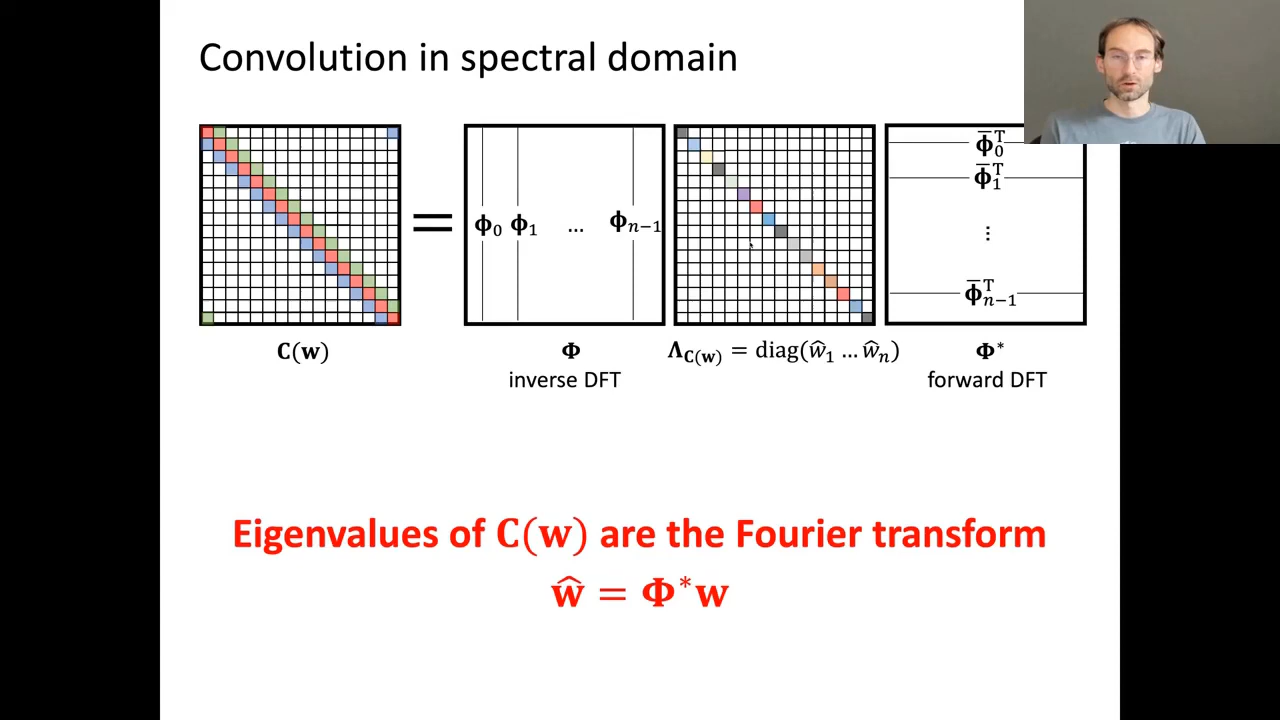 Convolution in spectral domain
C(w)
=
ϕ₀ ϕ₁ … ϕₙ₋₁
Φ
inverse DFT
Λ_C(w) = diag(ŵ₁ … ŵₙ)
ϕ̄₀ᵀ
ϕ̄₁ᵀ
⋮
ϕ̄ₙ₋₁ᵀ
Φ*
forward DFT
Eigenvalues of C(w) are the Fourier transform
ŵ = Φ*w